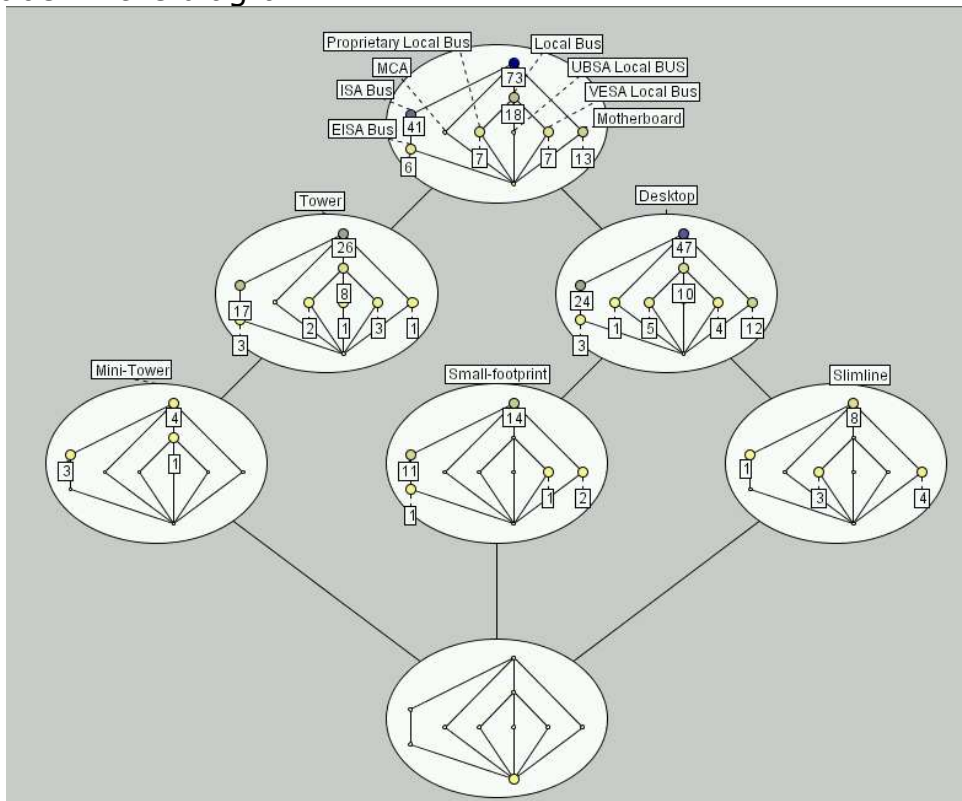 Proprietary Local Bus
Local Bus
MCA
UBSA Local BUS
ISA Bus
VESA Local Bus
EISA Bus
Motherboard
73
18
41
7
7
13
6
Tower
Desktop
26
47
8
10
17
24
2
1
3
1
1
5
4
12
3
3
Mini-Tower
Small-footprint
Slimline
4
14
8
3
1
11
1
1
2
3
4
1